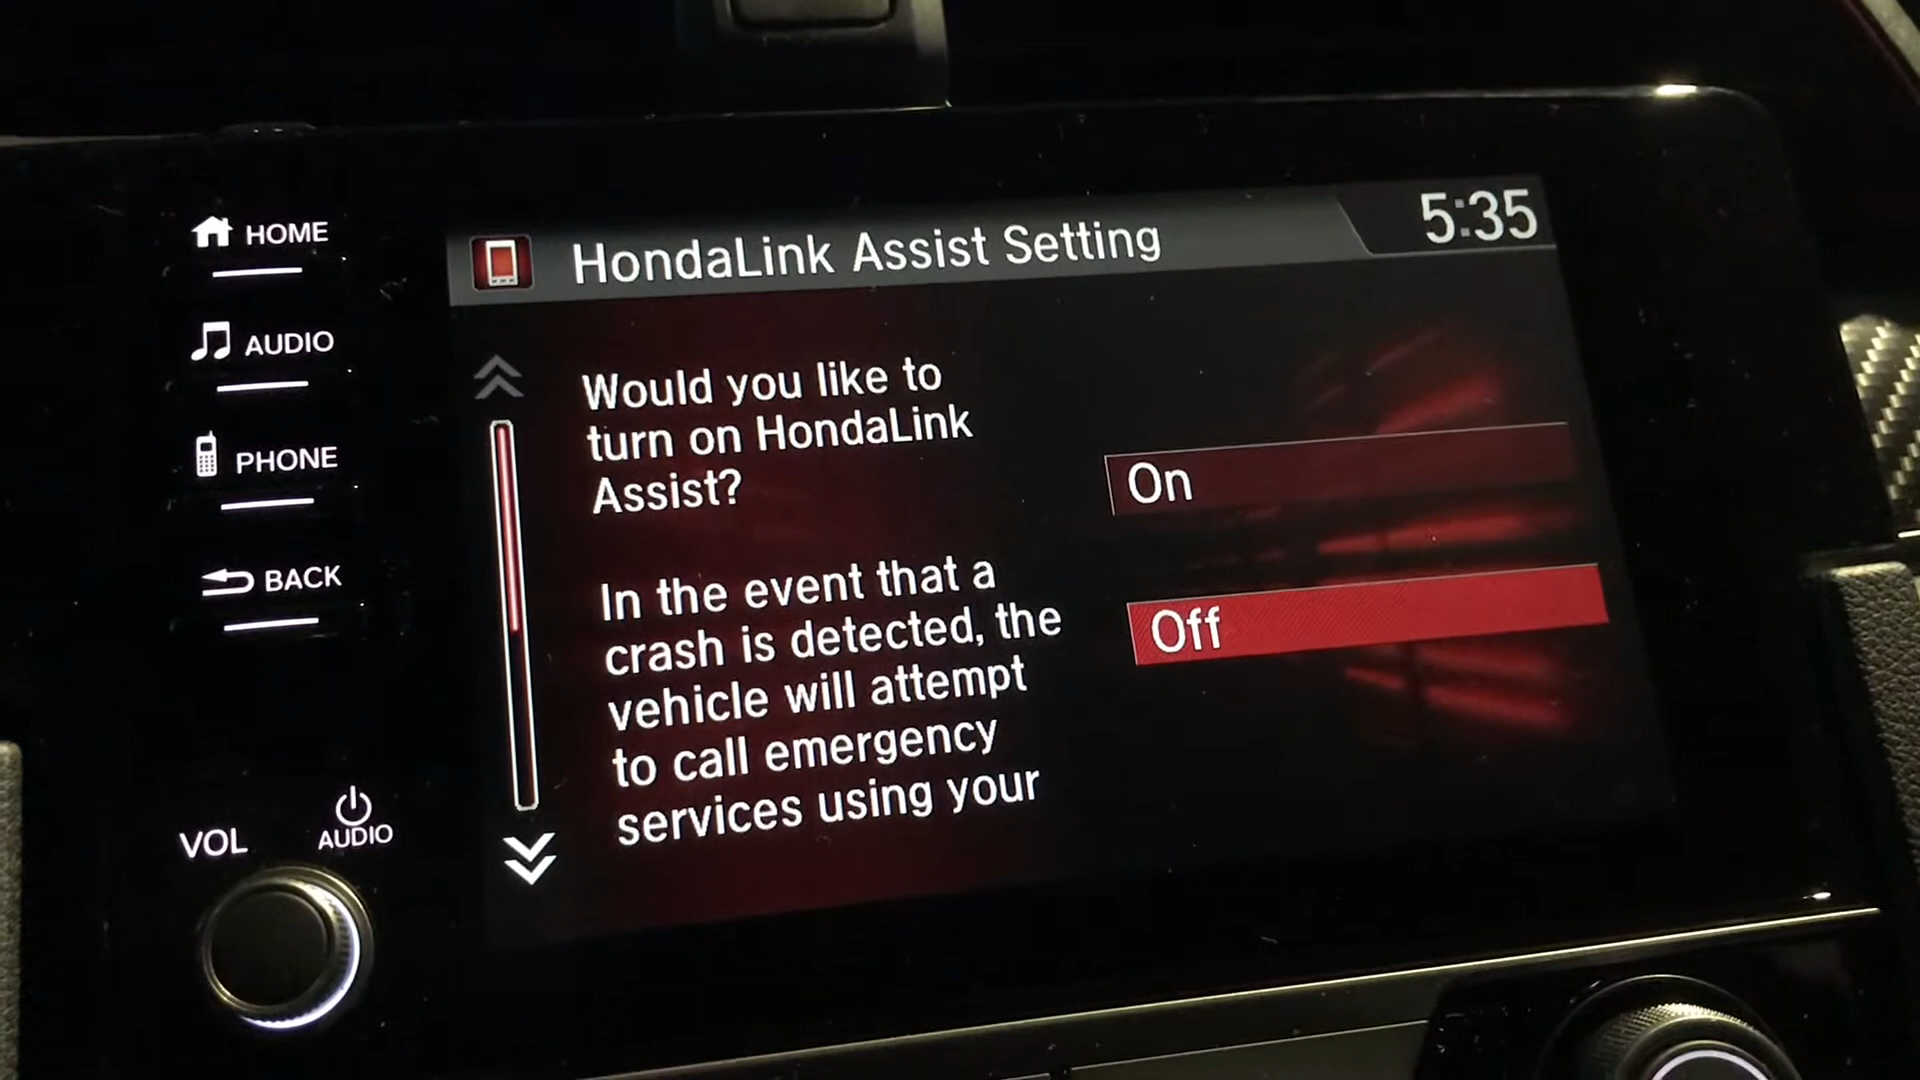 HOME
AUDIO
PHONE
BACK
VOL
AUDIO
HondaLink Assist Setting
5:35
Would you like to
turn on HondaLink
Assist?
In the event that a
crash is detected, the
vehicle will attempt
to call emergency
services using your
On
Off